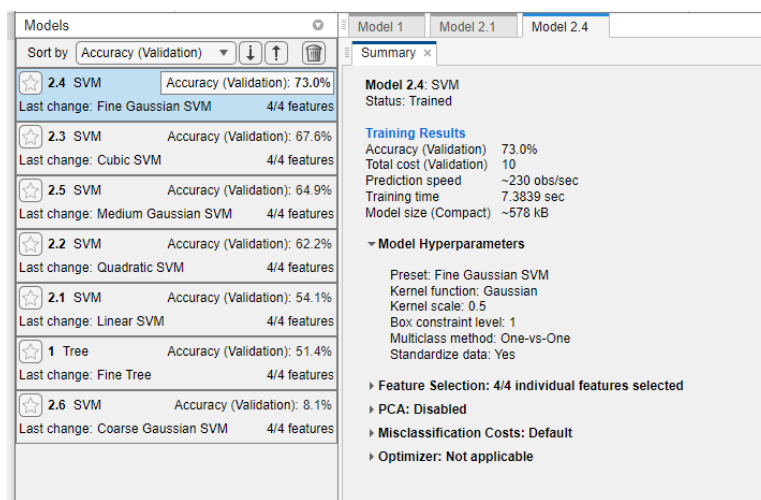 Models
Sort by Accuracy (Validation)
2.4 SVM Accuracy (Validation): 73.0%
Last change: Fine Gaussian SVM 4/4 features
2.3 SVM Accuracy (Validation): 67.6%
Last change: Cubic SVM 4/4 features
2.5 SVM Accuracy (Validation): 64.9%
Last change: Medium Gaussian SVM 4/4 features
2.2 SVM Accuracy (Validation): 62.2%
Last change: Quadratic SVM 4/4 features
2.1 SVM Accuracy (Validation): 54.1%
Last change: Linear SVM 4/4 features
1 Tree Accuracy (Validation): 51.4%
Last change: Fine Tree 4/4 features
2.6 SVM Accuracy (Validation): 8.1%
Last change: Coarse Gaussian SVM 4/4 features
Model 1 Model 2.1 Model 2.4
Summary ×
Model 2.4: SVM
Status: Trained
Training Results
Accuracy (Validation) 73.0%
Total cost (Validation) 10
Prediction speed ~230 obs/sec
Training time 7.3839 sec
Model size (Compact) ~578 kB
Model Hyperparameters
Preset: Fine Gaussian SVM
Kernel function: Gaussian
Kernel scale: 0.5
Box constraint level: 1
Multiclass method: One-vs-One
Standardize data: Yes
Feature Selection: 4/4 individual features selected
PCA: Disabled
Misclassification Costs: Default
Optimizer: Not applicable